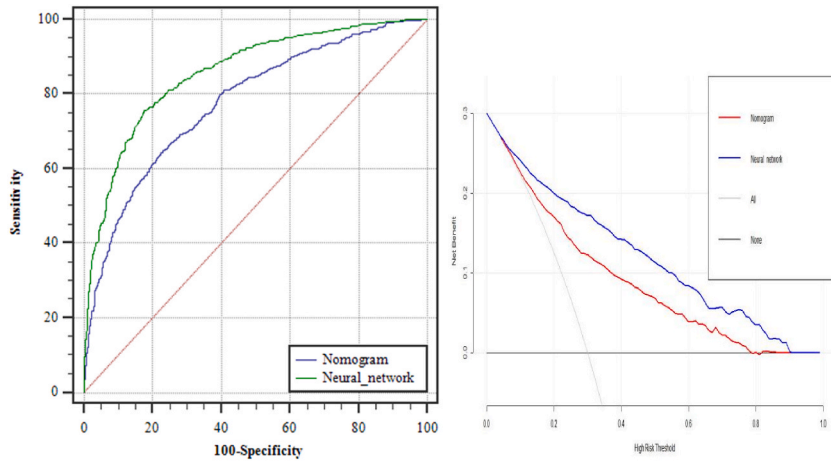 100
80
60
40
20
0
Sensitivity
0 20 40 60 80 100
100-Specificity
Nomogram
Neural_network
0.3
0.2
0.1
0.0
Net Benefit
0.0 0.2 0.4 0.6 0.8 1.0
High Risk Threshold
Nomogram
Neural_network
All
None